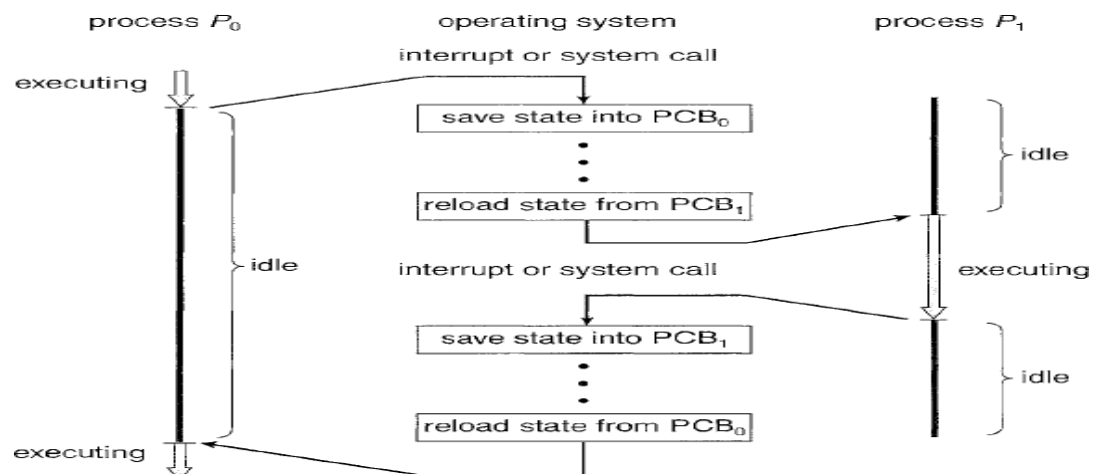 process P₀
operating system
process P₁
interrupt or system call
executing
save state into PCB₀
idle
reload state from PCB₁
idle
interrupt or system call
executing
save state into PCB₁
idle
reload state from PCB₀
executing